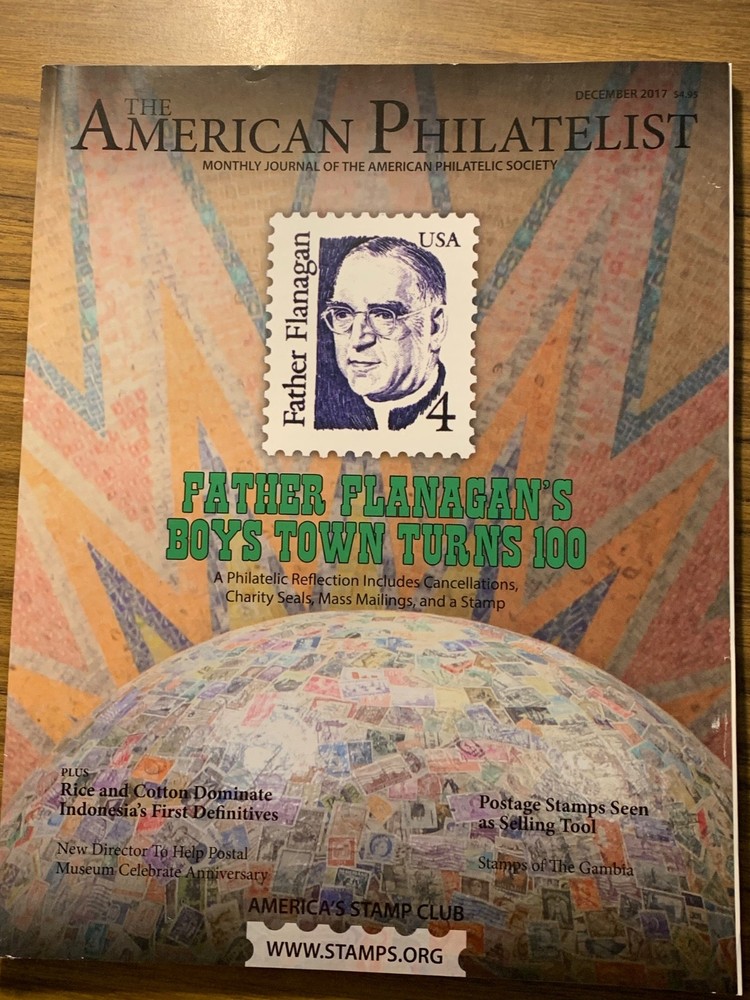 DECEMBER 2017 $4.95
THE
AMERICAN PHILATELIST
MONTHLY JOURNAL OF THE AMERICAN PHILATELIC SOCIETY
Father Flanagan
USA
4
FATHER FLANAGAN'S
BOYS TOWN TURNS 100
A Philatelic Reflection Includes Cancellations,
Charity Seals, Mass Mailings, and a Stamp
PLUS
Rice and Cotton Dominate
Indonesia's First Definitives
New Director To Help Postal
Museum Celebrate Anniversary
Postage Stamps Seen
as Selling Tool
Stamps of The Gambia
AMERICA'S STAMP CLUB
WWW.STAMPS.ORG